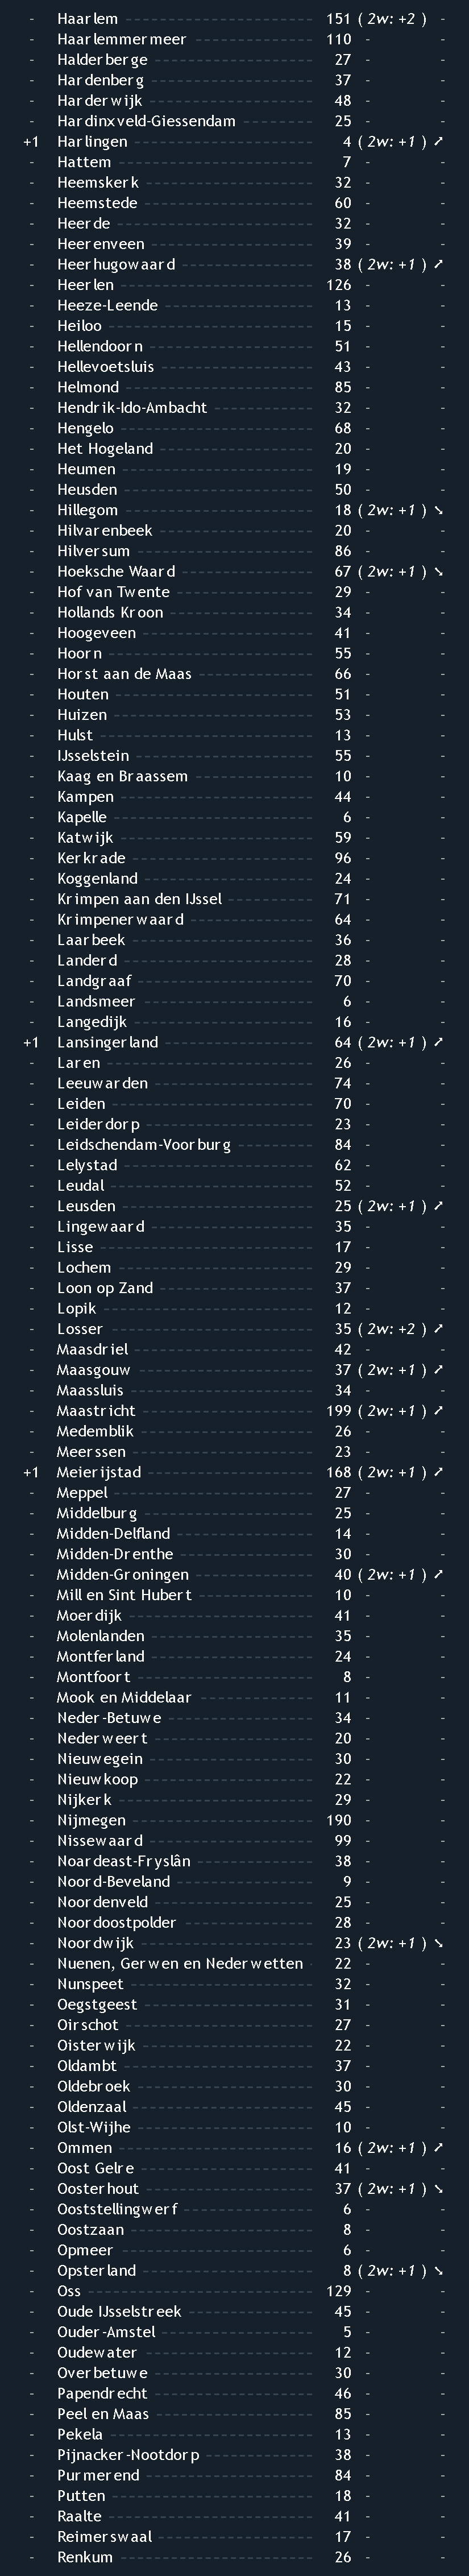 - Haarlem 151 ( 2w: +2 ) -
- Haarlemmermeer 110 - -
- Halderberge 27 - -
- Hardenberg 37 - -
- Harderwijk 48 - -
- Hardinxveld-Giessendam 25 - -
+1 Harlingen 4 ( 2w: +1 ) ➚
- Hattem 7 - -
- Heemskerk 32 - -
- Heemstede 60 - -
- Heerde 32 - -
- Heerenveen 39 - -
- Heerhugowaard 38 ( 2w: +1 ) ➚
- Heerlen 126 - -
- Heeze-Leende 13 - -
- Heiloo 15 - -
- Hellendoorn 51 - -
- Hellevoetsluis 43 - -
- Helmond 85 - -
- Hendrik-Ido-Ambacht 32 - -
- Hengelo 68 - -
- Het Hogeland 20 - -
- Heumen 19 - -
- Heusden 50 - -
- Hillegom 18 ( 2w: +1 ) ➘
- Hilvarenbeek 20 - -
- Hilversum 86 - -
- Hoeksche Waard 67 ( 2w: +1 ) ➘
- Hof van Twente 29 - -
- Hollands Kroon 34 - -
- Hoogeveen 41 - -
- Hoorn 55 - -
- Horst aan de Maas 66 - -
- Houten 51 - -
- Huizen 53 - -
- Hulst 13 - -
- IJsselstein 55 - -
- Kaag en Braassem 10 - -
- Kampen 44 - -
- Kapelle 6 - -
- Katwijk 59 - -
- Kerkrade 96 - -
- Koggenland 24 - -
- Krimpen aan den IJssel 71 - -
- Krimpenerwaard 64 - -
- Laarbeek 36 - -
- Landerd 28 - -
- Landgraaf 70 - -
- Landsmeer 6 - -
- Langedijk 16 - -
+1 Lansingerland 64 ( 2w: +1 ) ➚
- Laren 26 - -
- Leeuwarden 74 - -
- Leiden 70 - -
- Leiderdorp 23 - -
- Leidschendam-Voorburg 84 - -
- Lelystad 62 - -
- Leudal 52 - -
- Leusden 25 ( 2w: +1 ) ➚
- Lingewaard 35 - -
- Lisse 17 - -
- Lochem 29 - -
- Loon op Zand 37 - -
- Lopik 12 - -
- Losser 35 ( 2w: +2 ) ➚
- Maasdriel 42 - -
- Maasgouw 37 ( 2w: +1 ) ➚
- Maassluis 34 - -
- Maastricht 199 ( 2w: +1 ) ➚
- Medemblik 26 - -
- Meerssen 23 - -
+1 Meierijstad 168 ( 2w: +1 ) ➚
- Meppel 27 - -
- Middelburg 25 - -
- Midden-Delfland 14 - -
- Midden-Drenthe 30 - -
- Midden-Groningen 40 ( 2w: +1 ) ➚
- Mill en Sint Hubert 10 - -
- Moerdijk 41 - -
- Molenlanden 35 - -
- Montferland 24 - -
- Montfoort 8 - -
- Mook en Middelaar 11 - -
- Neder-Betuwe 34 - -
- Nederweert 20 - -
- Nieuwegein 30 - -
- Nieuwkoop 22 - -
- Nijkerk 29 - -
- Nijmegen 190 - -
- Nissewaard 99 - -
- Noardeast-Fryslân 38 - -
- Noord-Beveland 9 - -
- Noordenveld 25 - -
- Noordoostpolder 28 - -
- Noordwijk 23 ( 2w: +1 ) ➘
- Nuenen, Gerwen en Nederwetten 22 - -
- Nunspeet 32 - -
- Oegstgeest 31 - -
- Oirschot 27 - -
- Oisterwijk 22 - -
- Oldambt 37 - -
- Oldebroek 30 - -
- Oldenzaal 45 - -
- Olst-Wijhe 10 - -
- Ommen 16 ( 2w: +1 ) ➚
- Oost Gelre 41 - -
- Oosterhout 37 ( 2w: +1 ) ➘
- Ooststellingwerf 6 - -
- Oostzaan 8 - -
- Opmeer 6 - -
- Opsterland 8 ( 2w: +1 ) ➘
- Oss 129 - -
- Oude IJsselstreek 45 - -
- Ouder-Amstel 5 - -
- Oudewater 12 - -
- Overbetuwe 30 - -
- Papendrecht 46 - -
- Peel en Maas 85 - -
- Pekela 13 - -
- Pijnacker-Nootdorp 38 - -
- Purmerend 84 - -
- Putten 18 - -
- Raalte 41 - -
- Reimerswaal 17 - -
- Renkum 26 - -